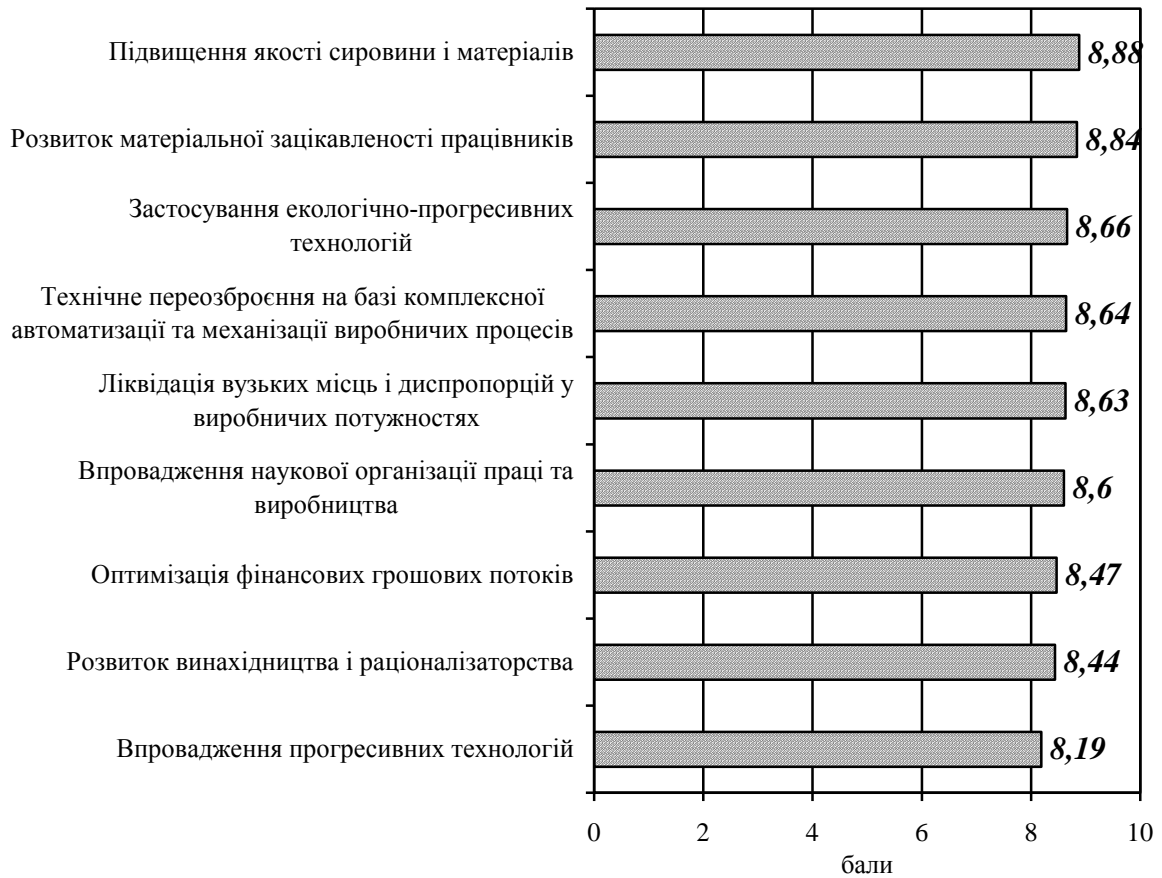 Підвищення якості сировини і матеріалів
8,88
Розвиток матеріальної зацікавленості працівників
8,84
Застосування екологічно-прогресивних
технологій
8,66
Технічне переозброєння на базі комплексної
автоматизації та механізації виробничих процесів
8,64
Ліквідація вузьких місць і диспропорцій у
виробничих потужностях
8,63
Впровадження наукової організації праці та
виробництва
8,6
Оптимізація фінансових грошових потоків
8,47
Розвиток винахідництва і раціоналізаторства
8,44
Впровадження прогресивних технологій
8,19
0 2 4 6 8 10
бали